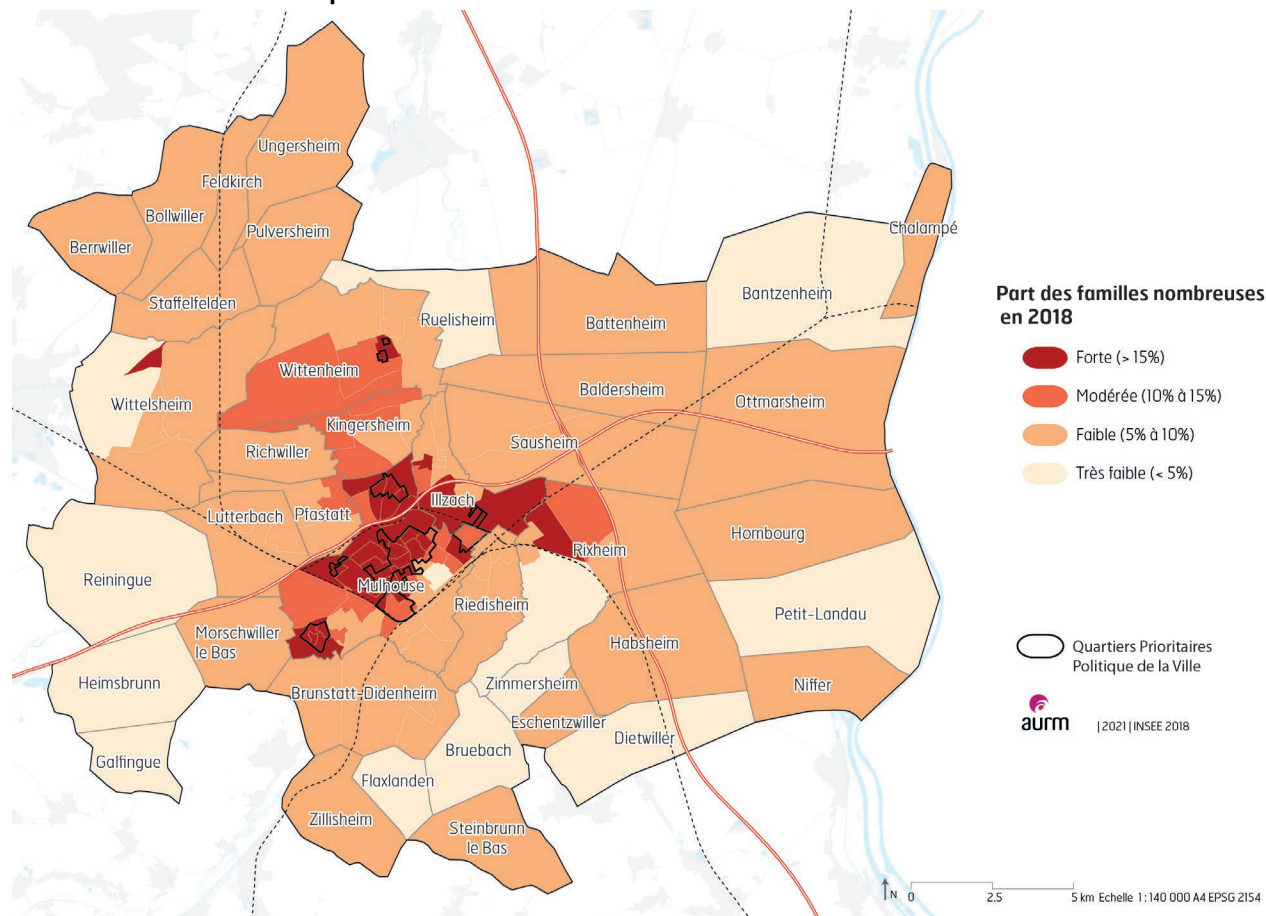 Ungersheim
Feldkirch
Bollwiller
Berrwiller
Pulversheim
Staffelfelden
Chalampé
Bantzenheim
Ruelisheim
Battenheim
Wittenheim
Wittelsheim
Baldersheim
Ottmarsheim
Kingersheim
Richwiller
Sausheim
Illzach
Lutterbach
Pfastatt
Hombourg
Rixheim
Reiningue
Mulhouse
Riedisheim
Petit-Landau
Morschwiller
le Bas
Habsheim
Heimsbrunn
Zimmersheim
Niffer
Brunstatt-Didenheim
Eschentzwiller
Dietwiller
Bruebach
Galfingue
Flaxlanden
Zillisheim
Steinbrunn
le Bas
Part des familles nombreuses
en 2018
Forte (> 15%)
Modérée (10% à 15%)
Faible (5% à 10%)
Très faible (< 5%)
Quartiers Prioritaires
Politique de la Ville
aurm
| 2021 | INSEE 2018
N 0 2.5 5 km Echelle 1 : 140 000 A4 EPSG 2154